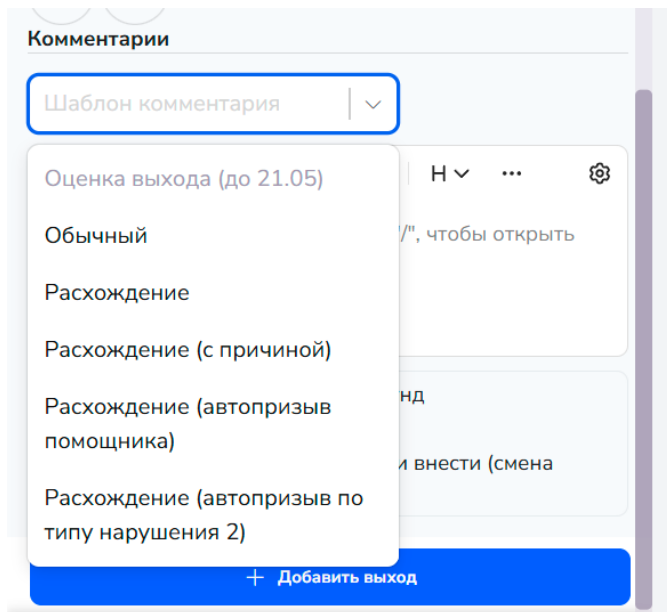 Комментарии
Шаблон комментария
Оценка выхода (до 21.05)
H
"/", чтобы открыть
Обычный
Расхождение
Расхождение (с причиной)
Расхождение (автопризыв
помощника)
нд
и внести (смена
Расхождение (автопризыв по
типу нарушения 2)
+ Добавить выход